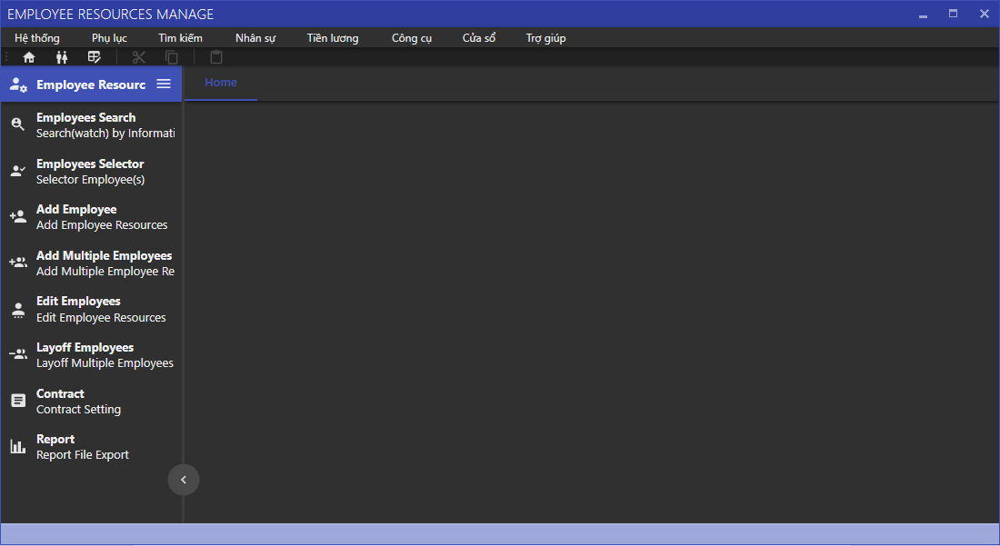 EMPLOYEE RESOURCES MANAGE
Hệ thống Phụ lục Tìm kiếm Nhân sự Tiền lương Công cụ Cửa sổ Trợ giúp
Employee Resourc
Home
Employees Search
Search(watch) by Informati
Employees Selector
Selector Employee(s)
Add Employee
Add Employee Resources
Add Multiple Employees
Add Multiple Employee Re
Edit Employees
Edit Employee Resources
Layoff Employees
Layoff Multiple Employees
Contract
Contract Setting
Report
Report File Export